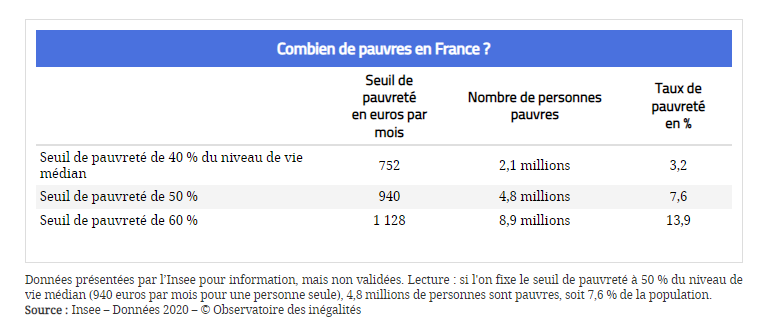 Combien de pauvres en France ?
Seuil de
pauvreté
en euros par
mois
Nombre de personnes
pauvres
Taux de
pauvreté
en %
Seuil de pauvreté de 40 % du niveau de vie
médian
752
2,1 millions
3,2
Seuil de pauvreté de 50 %
940
4,8 millions
7,6
Seuil de pauvreté de 60 %
1 128
8,9 millions
13,9
Données présentées par l'Insee pour information, mais non validées. Lecture : si l'on fixe le seuil de pauvreté à 50 % du niveau de
vie médian (940 euros par mois pour une personne seule), 4,8 millions de personnes sont pauvres, soit 7,6 % de la population.
Source : Insee – Données 2020 – © Observatoire des inégalités